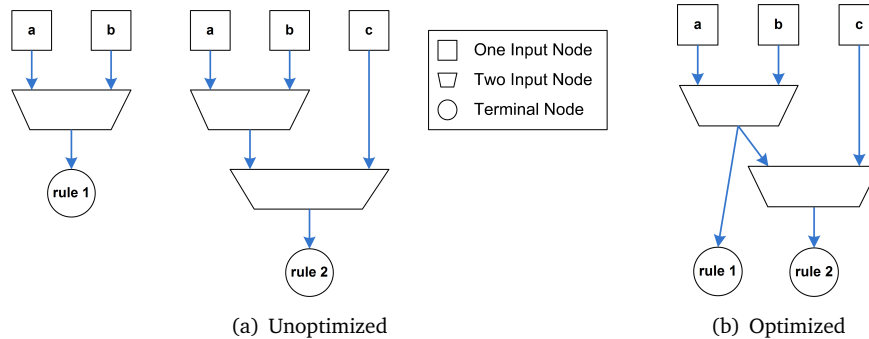 a b a b c
One Input Node
Two Input Node
Terminal Node
rule 1
rule 2
(a) Unoptimized
a b c
rule 1 rule 2
(b) Optimized